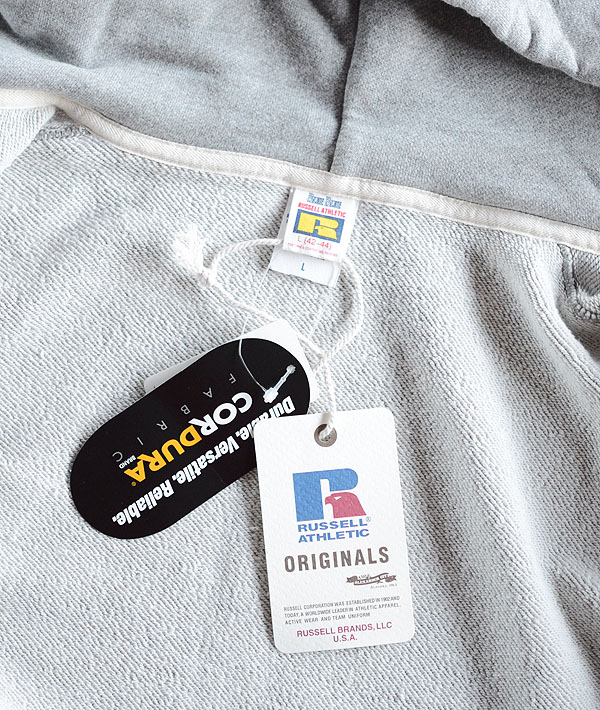 RUSSELL ATHLETIC
R
L (42-44)
L
CORDURA
BRAND
FABRIC
Durable. Versatile. Reliable.
R
RUSSELL®
ATHLETIC
ORIGINALS
RUSSELL CORPORATION WAS ESTABLISHED IN 1902 AND
TODAY, A WORLDWIDE LEADER IN ATHLETIC APPAREL,
ACTIVE WEAR AND TEAM UNIFORM
RUSSELL BRANDS, LLC
U.S.A.